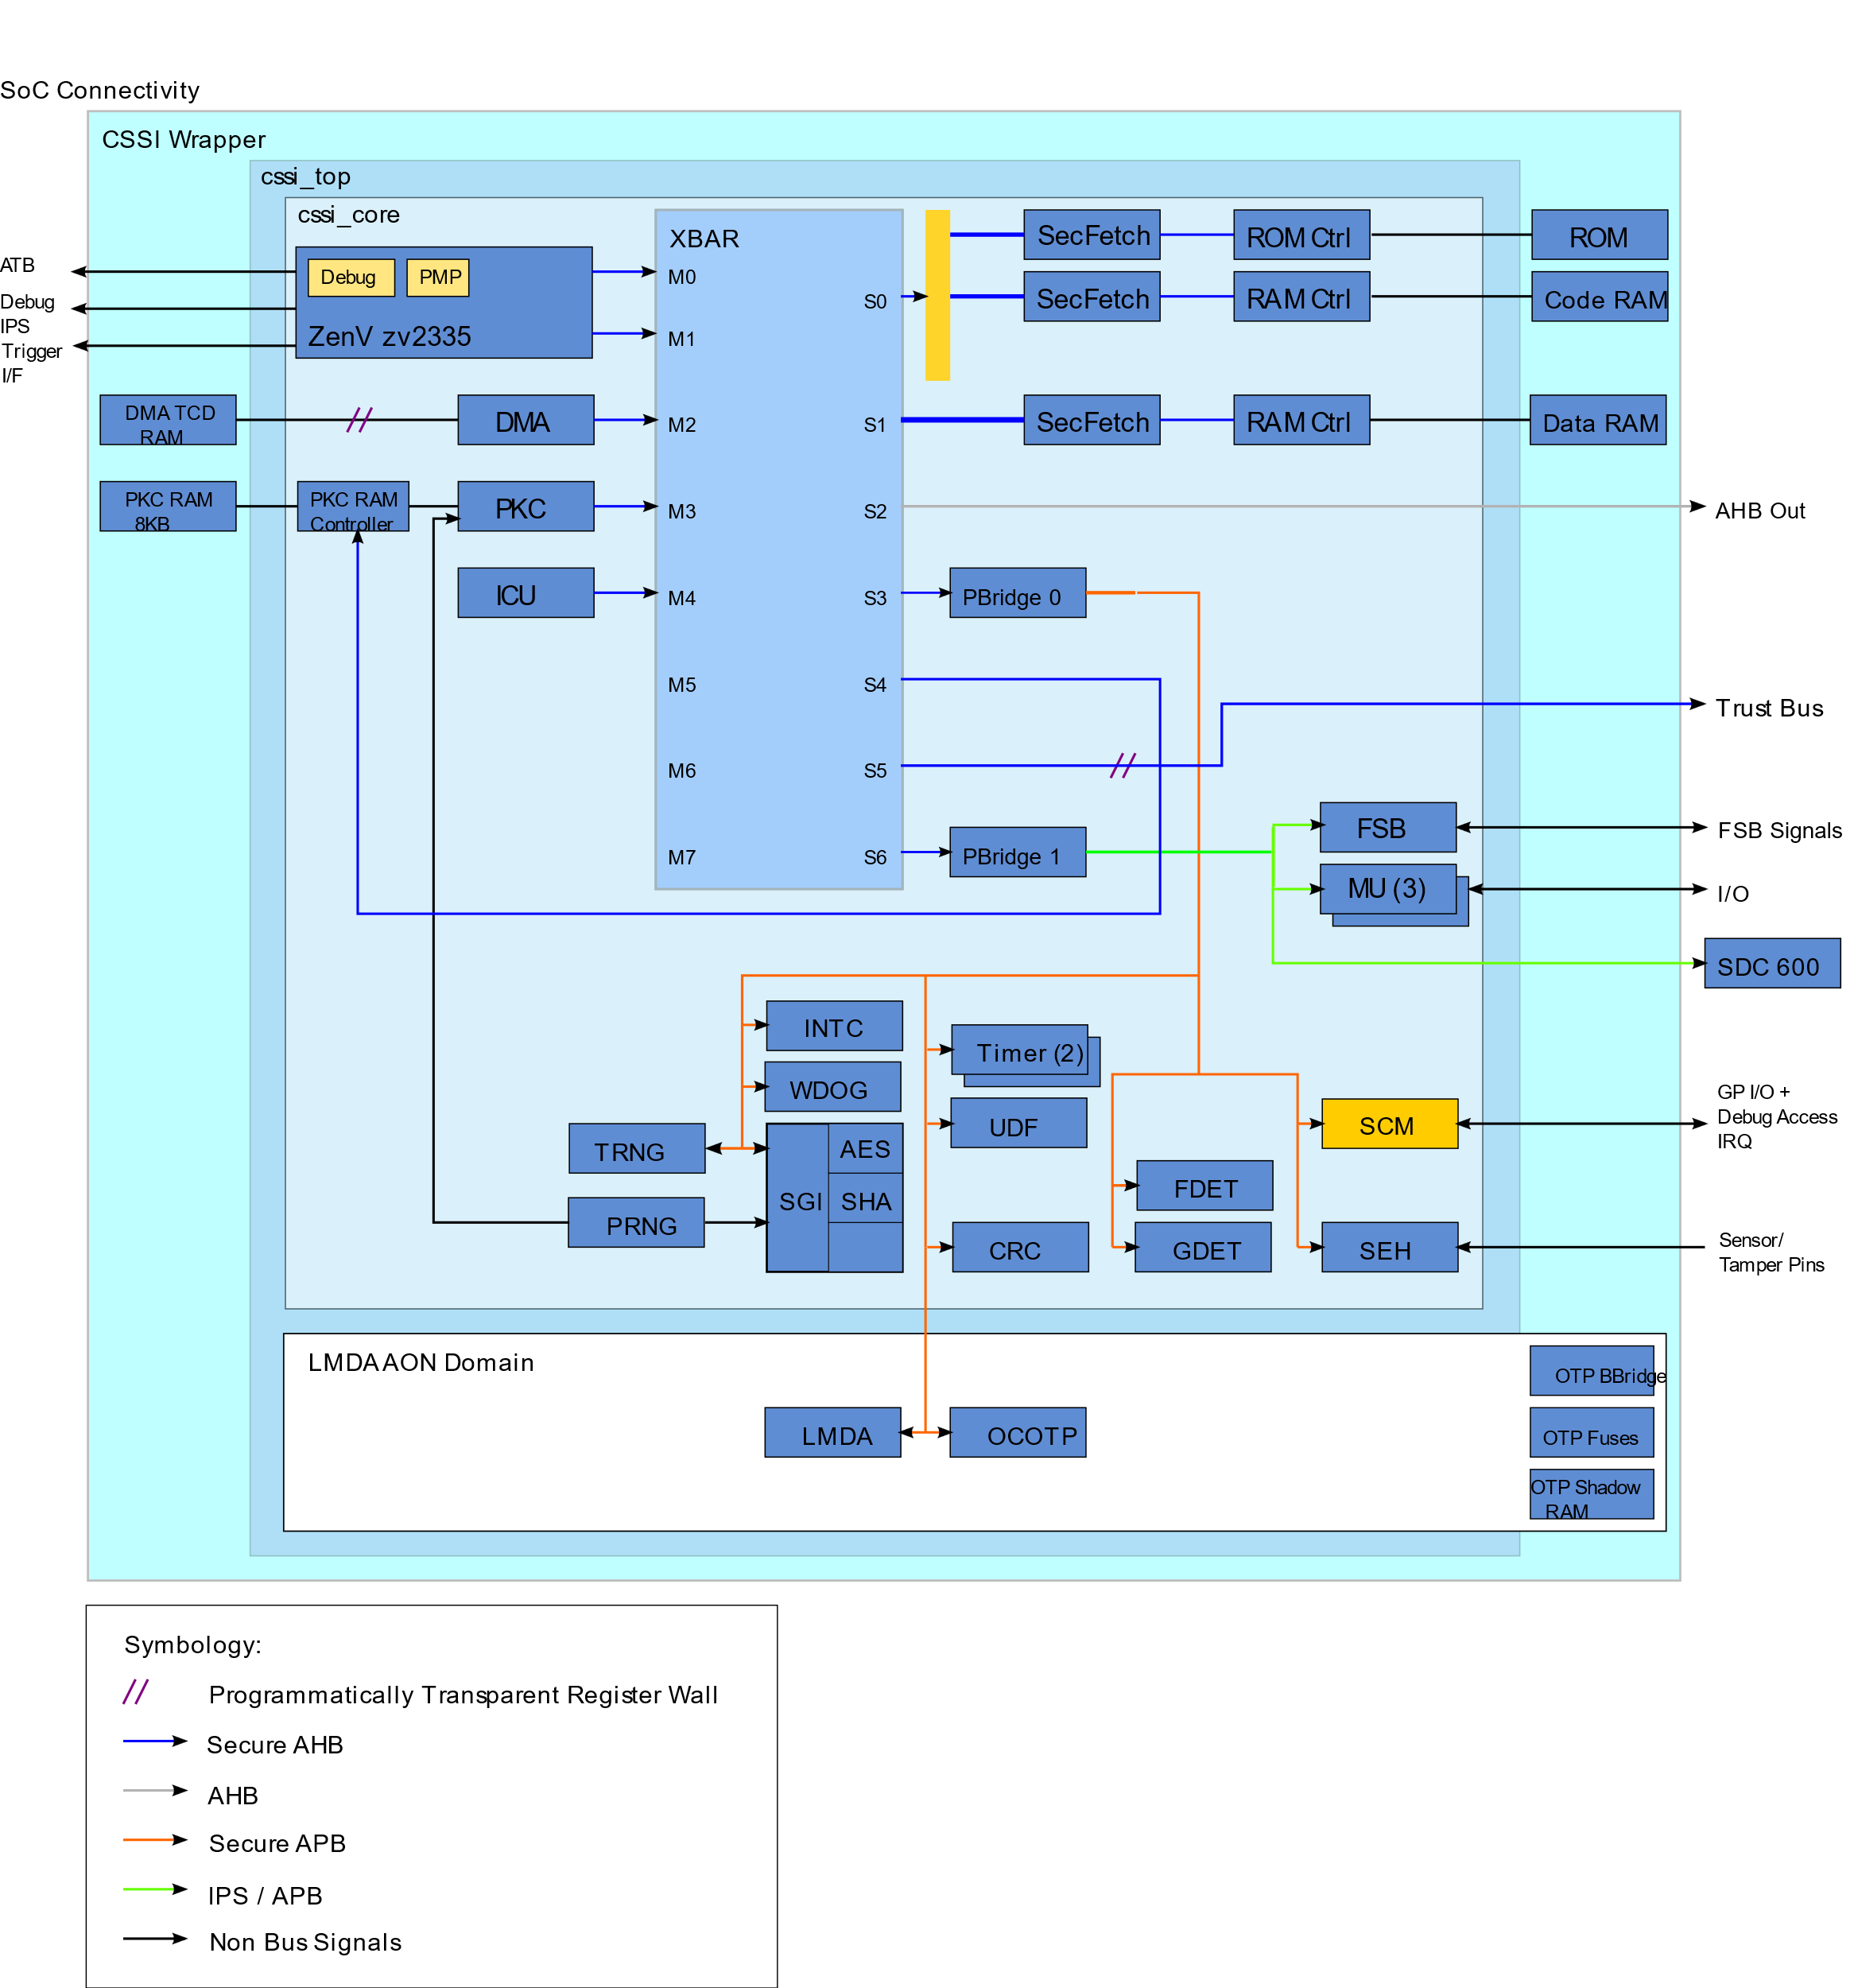 SoC Connectivity
CSSI Wrapper
cssi_top
cssi_core
ATB
Debug
IPS
Trigger
I/F
Debug
PMP
ZenV zv2335
DMA TCD
RAM
DMA
PKC RAM
8KB
PKC RAM
Controller
PKC
ICU
XBAR
M0
M1
M2
M3
M4
M5
M6
M7
S0
S1
S2
S3
S4
S5
S6
SecFetch
ROM Ctrl
ROM
SecFetch
RAM Ctrl
Code RAM
SecFetch
RAM Ctrl
Data RAM
AHB Out
PBridge 0
Trust Bus
PBridge 1
FSB
FSB Signals
MU (3)
I/O
SDC 600
INTC
WDOG
TRNG
PRNG
SGI
AES
SHA
Timer (2)
UDF
CRC
FDET
GDET
SCM
SEH
GP I/O +
Debug Access
IRQ
Sensor/
Tamper Pins
LMDA AON Domain
LMDA
OCOTP
OTP BBridge
OTP Fuses
OTP Shadow
RAM
Symbology:
Programmatically Transparent Register Wall
Secure AHB
AHB
Secure APB
IPS / APB
Non Bus Signals